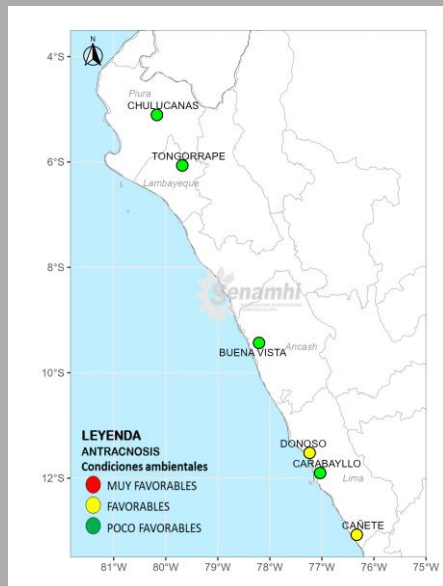 N
4°S
Piura
CHULUCANAS
TONGORRAPE
6°S
Lambayeque
8°S
Senamhi
Ancash
BUENA VISTA
10°S
DONOSO
CARABAYLLO
12°S
Lima
CAÑETE
LEYENDA
ANTRACNOSIS
Condiciones ambientales
MUY FAVORABLES
FAVORABLES
POCO FAVORABLES
81°W 80°W 79°W 78°W 77°W 76°W 75°W